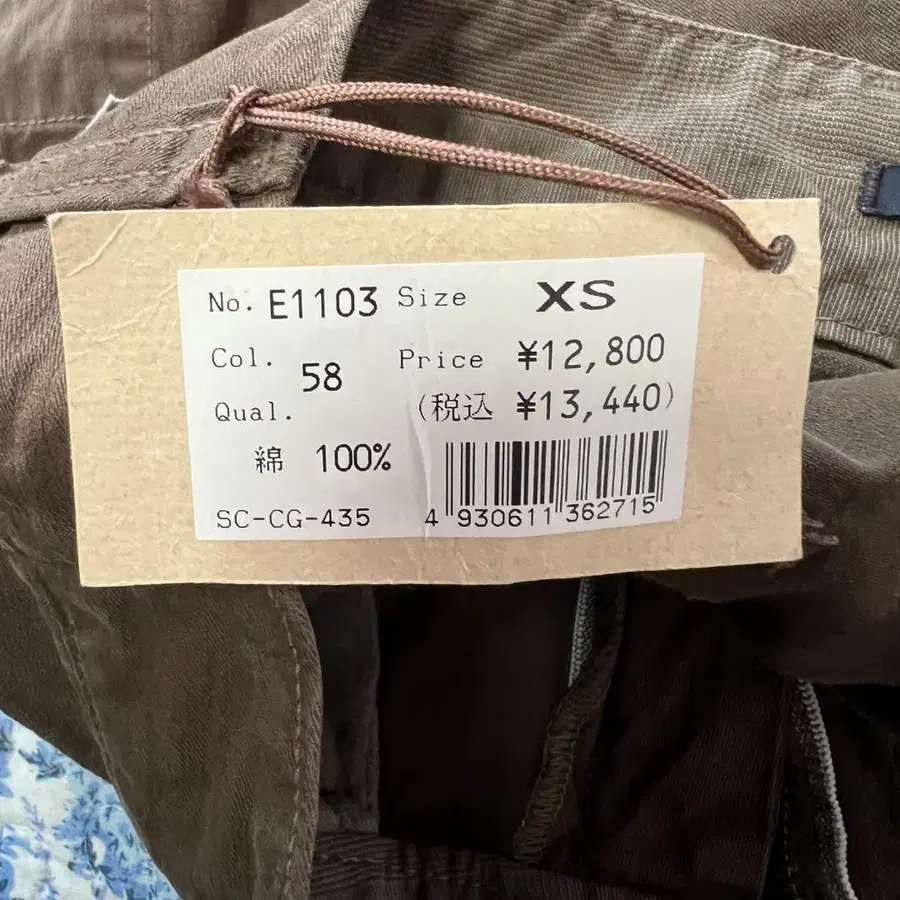 No. E1103 Size XS
Col. 58 Price ¥12,800
Qual. (税込 ¥13,440)
綿 100%
SC-CG-435 4 930611 362715